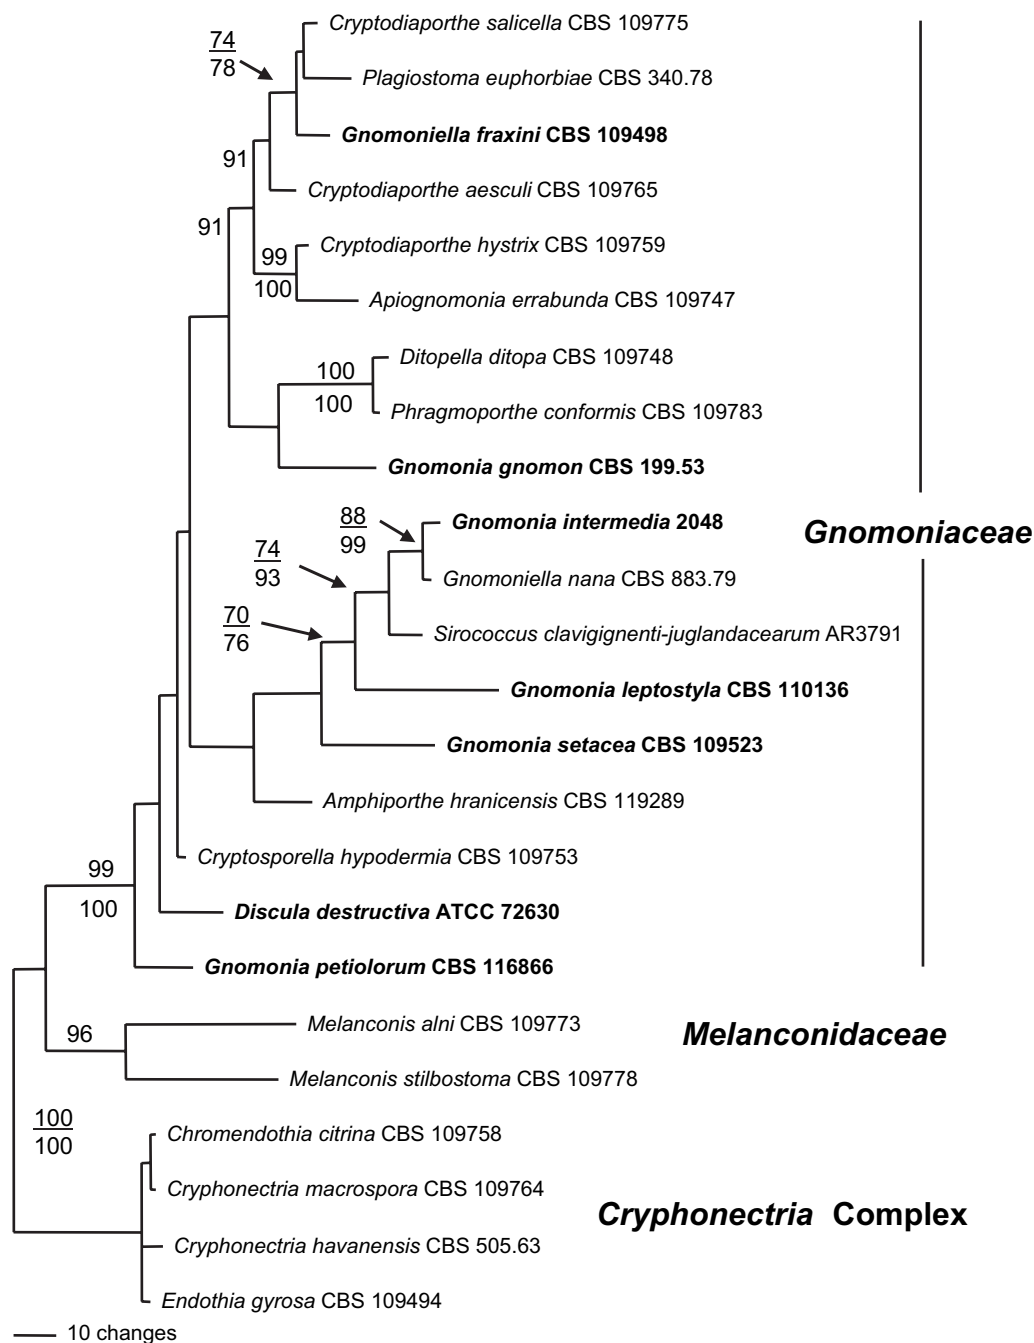 Cryptodiaporthe salicella CBS 109775
74
78
Plagiostoma euphorbiae CBS 340.78
Gnomoniella fraxini CBS 109498
91
Cryptodiaporthe aesculi CBS 109765
91
Cryptodiaporthe hystrix CBS 109759
99
100
Apiognomonia errabunda CBS 109747
Ditopella ditopa CBS 109748
100
100
Phragmoporthe conformis CBS 109783
Gnomonia gnomon CBS 199.53
Gnomonia intermedia 2048
88
99
Gnomoniaceae
74
93
Gnomoniella nana CBS 883.79
70
76
Sirococcus clavigignenti-juglandacearum AR3791
Gnomonia leptostyla CBS 110136
Gnomonia setacea CBS 109523
Amphiporthe hranicensis CBS 119289
Cryptosporella hypodermia CBS 109753
99
100
Discula destructiva ATCC 72630
Gnomonia petiolorum CBS 116866
Melanconis alni CBS 109773
96
Melanconidaceae
Melanconis stilbostoma CBS 109778
100
100
Chromendothia citrina CBS 109758
Cryphonectria macrospora CBS 109764
Cryphonectria Complex
Cryphonectria havanensis CBS 505.63
Endothia gyrosa CBS 109494
10 changes